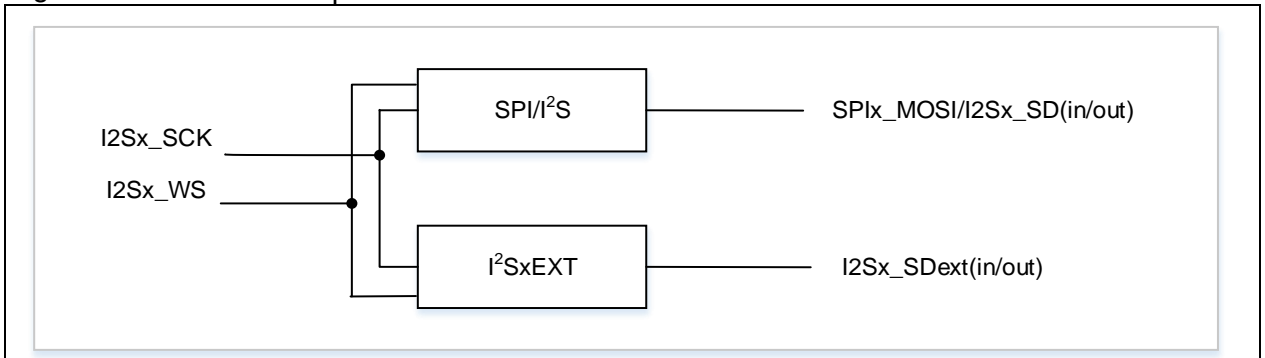 SPI/I²S
SPIx_MOSI/I2Sx_SD(in/out)
I2Sx_SCK
I2Sx_WS
I²SxEXT
I2Sx_SDext(in/out)